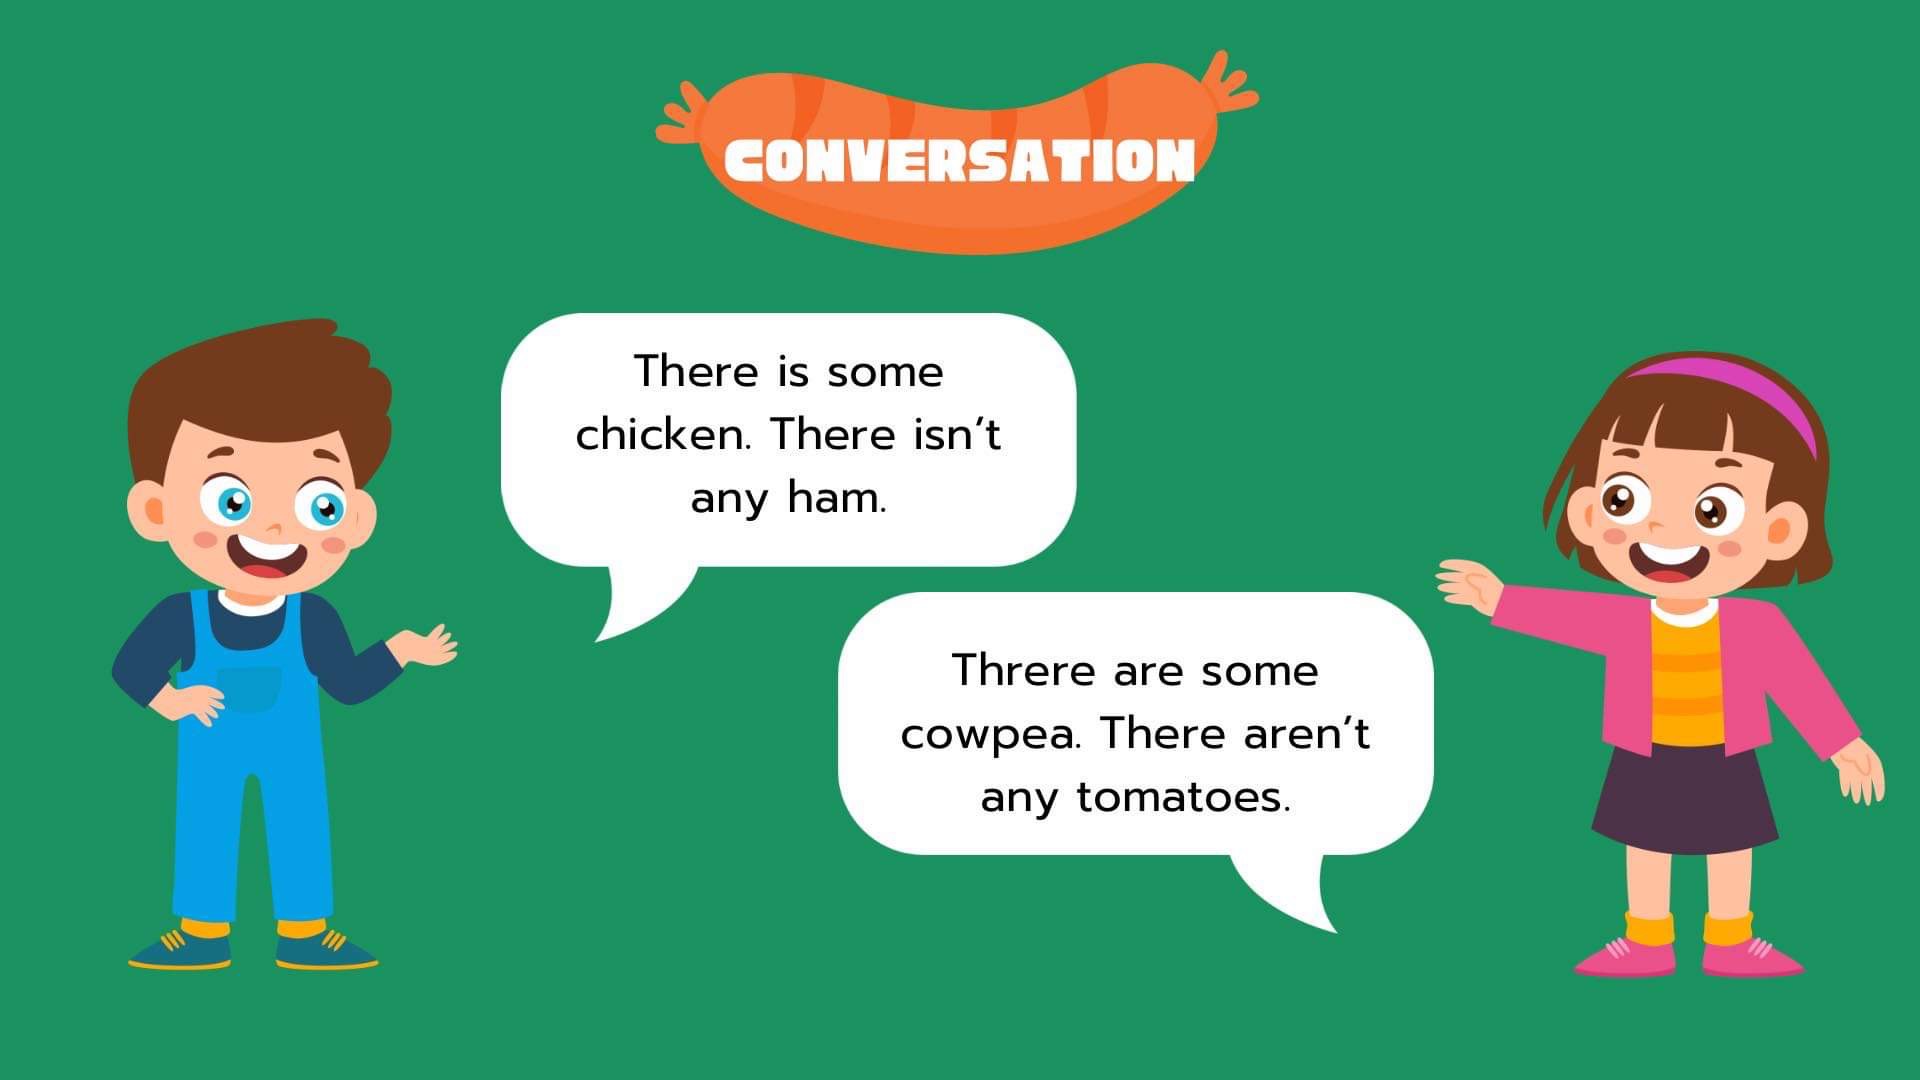 CONVERSATION
There is some
chicken. There isn’t
any ham.
Threre are some
cowpea. There aren’t
any tomatoes.